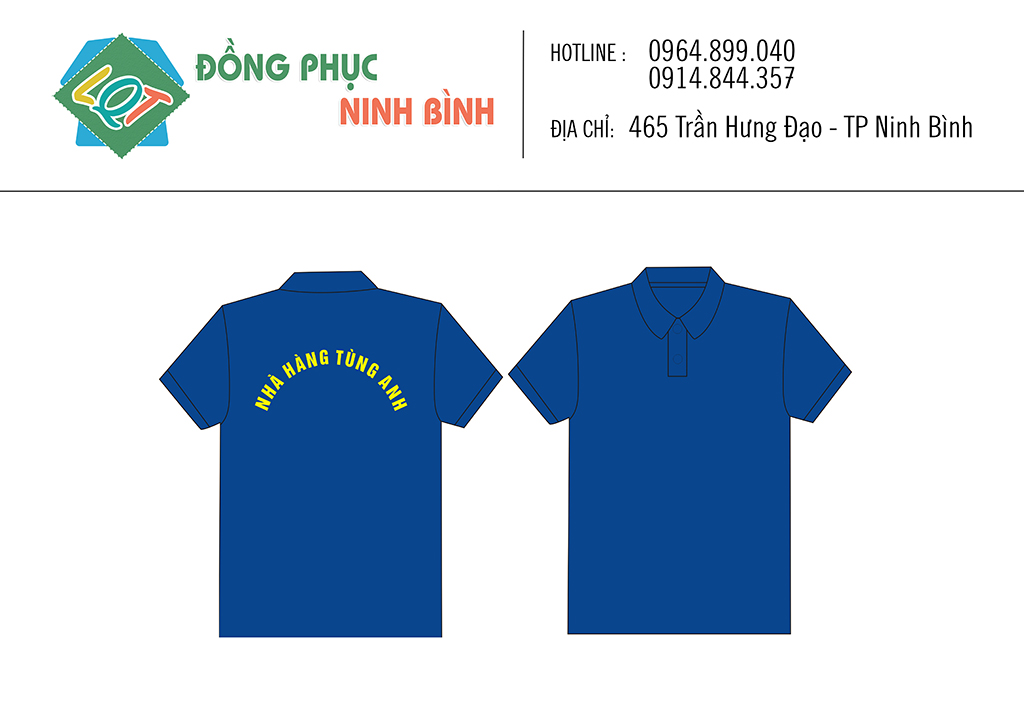 LQT
ĐỒNG PHỤC
NINH BÌNH
HOTLINE : 0964.899.040
0914.844.357
ĐỊA CHỈ: 465 Trần Hưng Đạo - TP Ninh Bình
NHÀ HÀNG TÙNG ANH